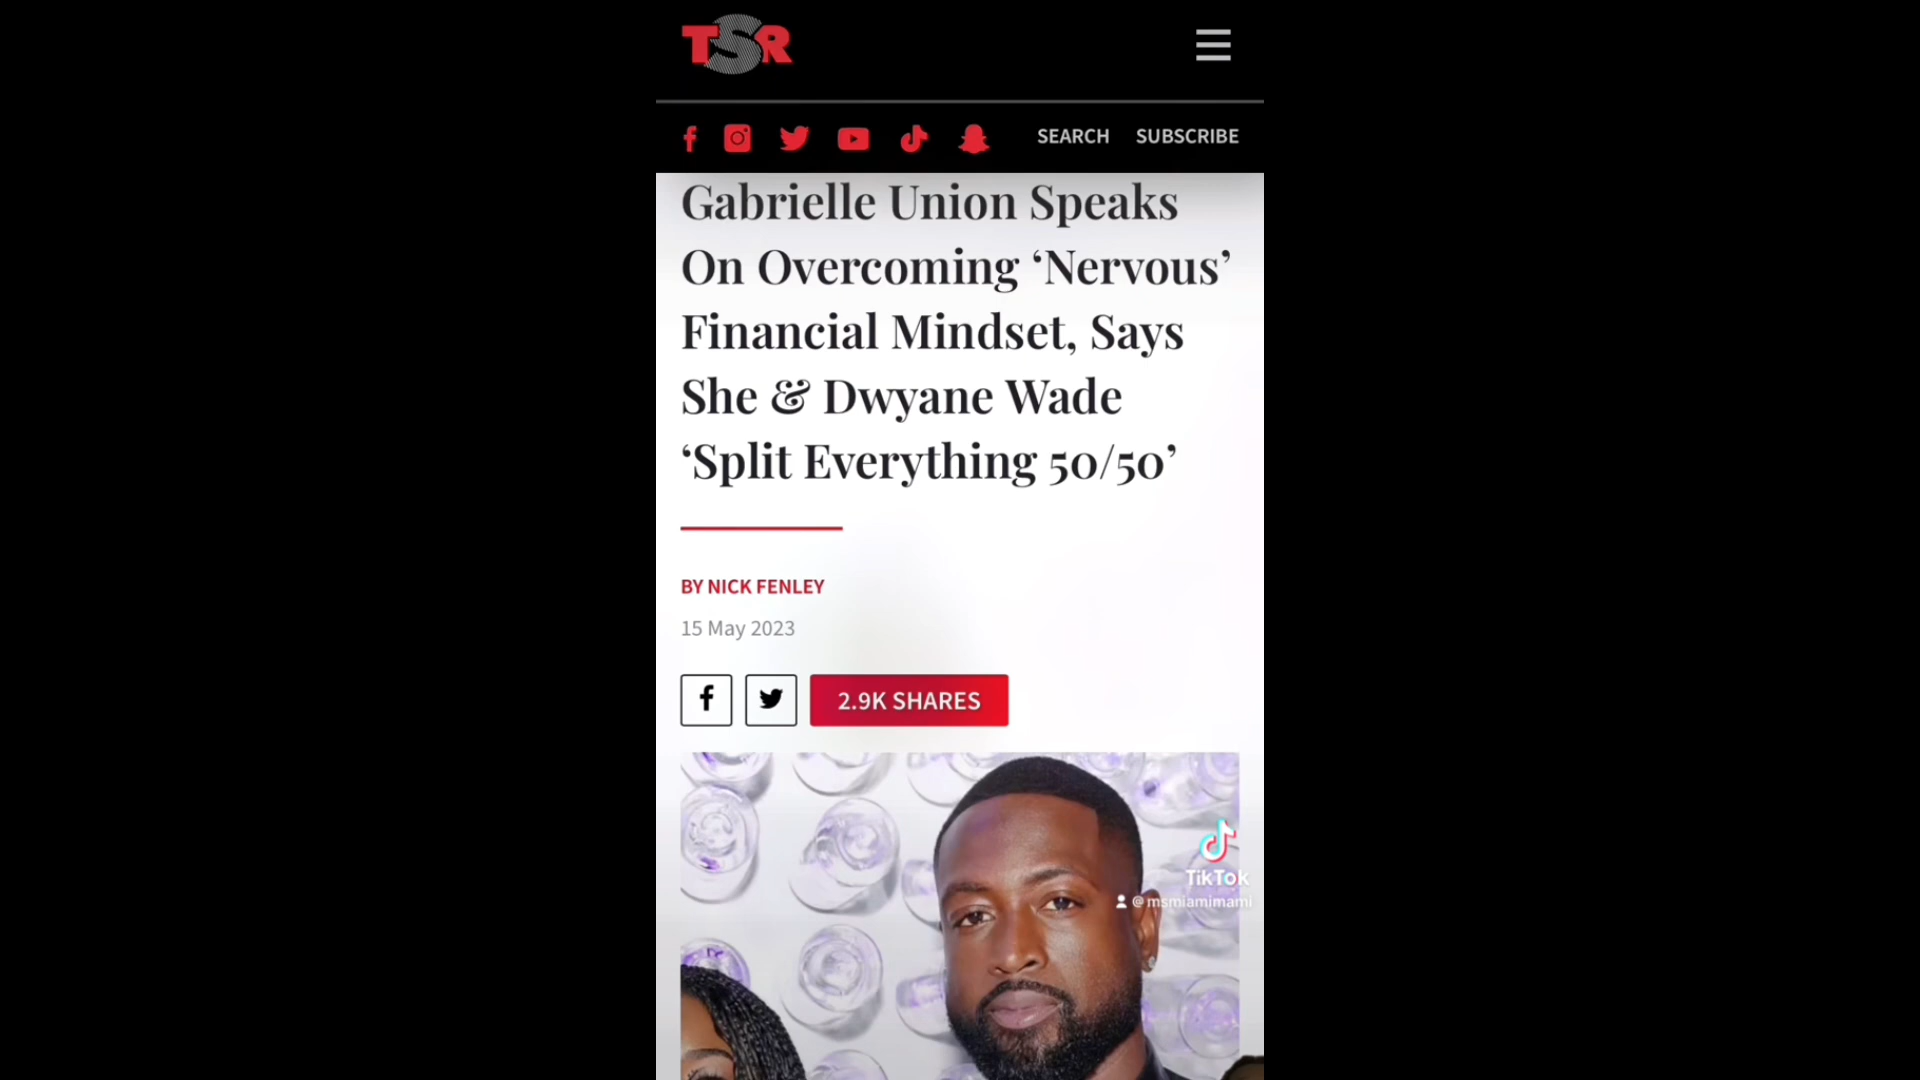 TSR
SEARCH SUBSCRIBE
Gabrielle Union Speaks
On Overcoming ‘Nervous’
Financial Mindset, Says
She & Dwyane Wade
‘Split Everything 50/50’
BY NICK FENLEY
15 May 2023
2.9K SHARES
TikTok
@msmiamimami